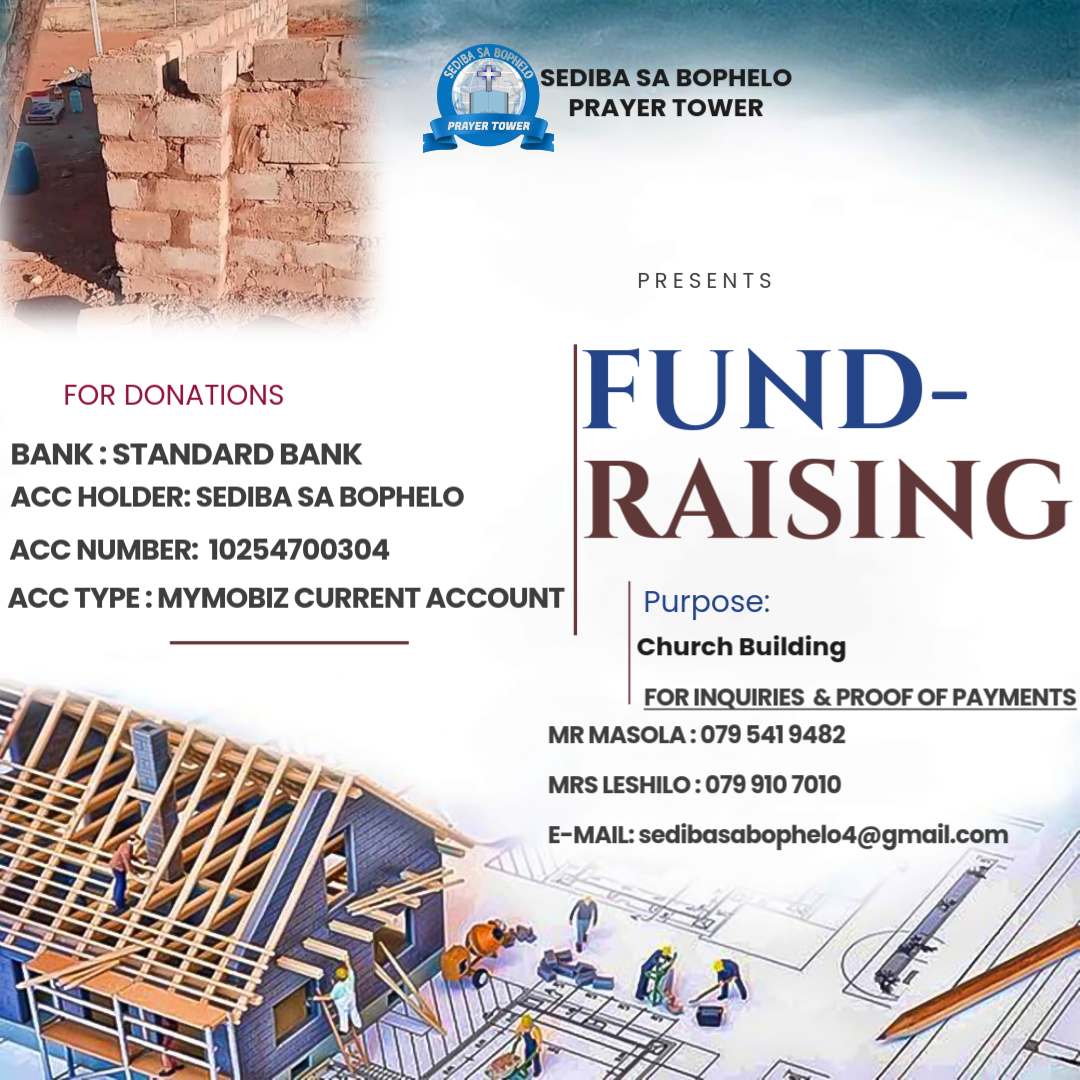 SEDIBA SA BOPHELO
PRAYER TOWER
SEDIBA SA BOPHELO
PRAYER TOWER
PRESENTS
FUND-
RAISING
FOR DONATIONS
BANK : STANDARD BANK
ACC HOLDER: SEDIBA SA BOPHELO
ACC NUMBER: 10254700304
ACC TYPE : MYMOBIZ CURRENT ACCOUNT
Purpose:
Church Building
FOR INQUIRIES & PROOF OF PAYMENTS
MR MASOLA : 079 541 9482
MRS LESHILO : 079 910 7010
E-MAIL: sedibasabophelo4@gmail.com